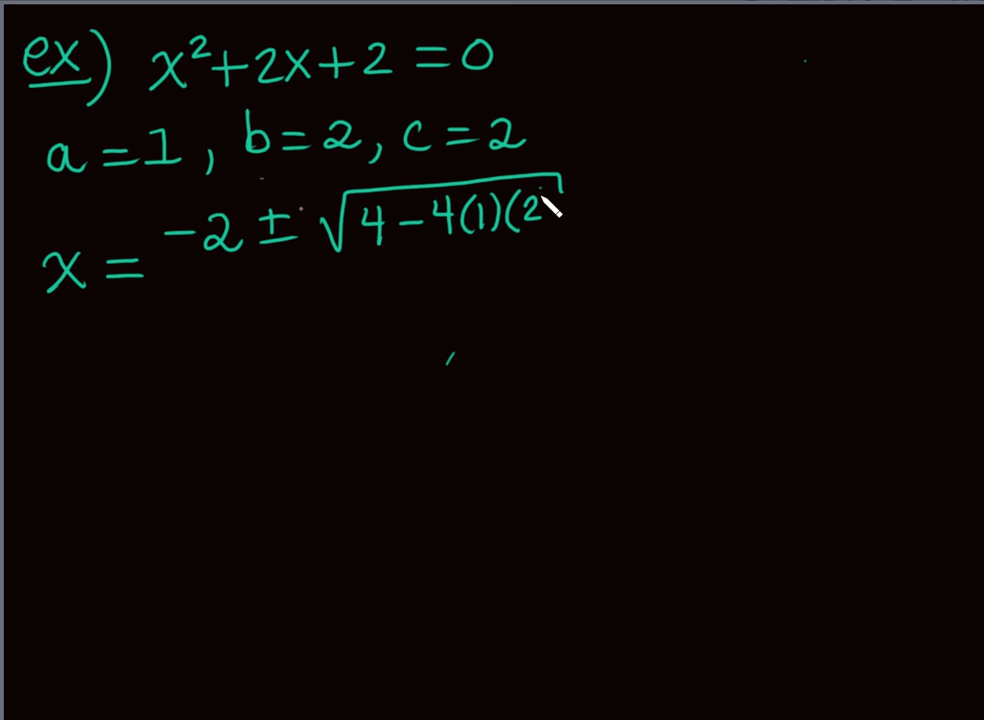 ex) x²+2x+2=0
a=1, b=2, c=2
x = -2 ± √4-4(1)(2